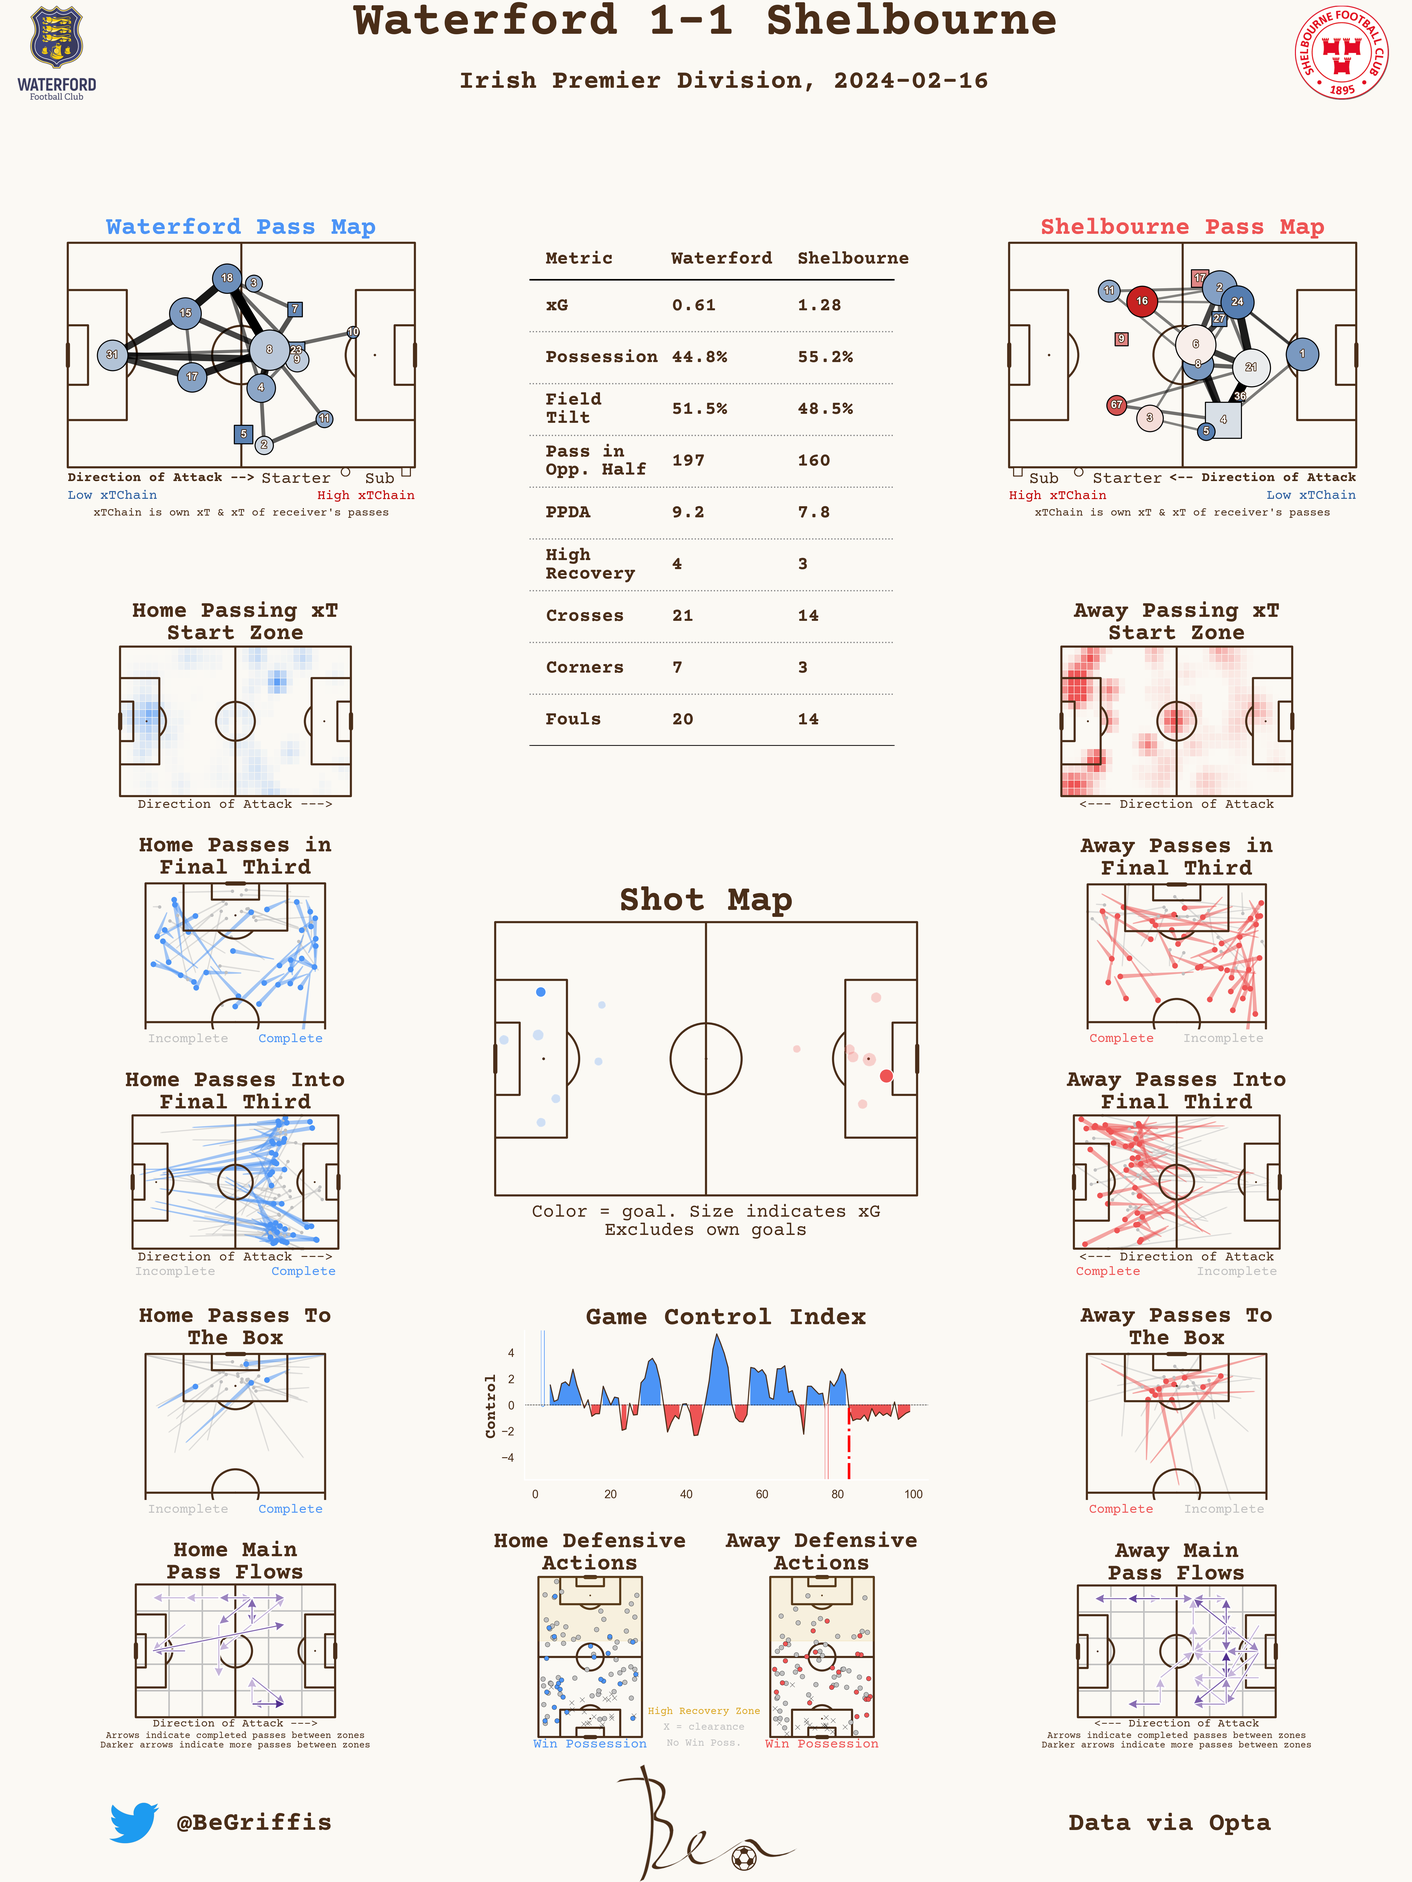 Waterford 1-1 Shelbourne
Irish Premier Division, 2024-02-16
WATERFORD
Football Club
SHELBOURNE FOOTBALL CLUB
1895
Waterford Pass Map
18
3
7
15
10
31
8
23
9
17
4
11
5
2
Direction of Attack --> Starter Sub
Low xTChain High xTChain
xTChain is own xT & xT of receiver's passes
Metric Waterford Shelbourne
xG 0.61 1.28
Possession 44.8% 55.2%
Field
Tilt 51.5% 48.5%
Pass in
Opp. Half 197 160
PPDA 9.2 7.8
High
Recovery 4 3
Crosses 21 14
Corners 7 3
Fouls 20 14
Shelbourne Pass Map
17
11
2
16
24
27
9
6
1
8
21
67
36
3
4
5
Sub Starter <-- Direction of Attack
High xTChain Low xTChain
xTChain is own xT & xT of receiver's passes
Home Passing xT
Start Zone
Direction of Attack --->
Away Passing xT
Start Zone
<--- Direction of Attack
Home Passes in
Final Third
Incomplete Complete
Away Passes in
Final Third
Complete Incomplete
Shot Map
Color = goal. Size indicates xG
Excludes own goals
Home Passes Into
Final Third
Direction of Attack --->
Incomplete Complete
Away Passes Into
Final Third
<--- Direction of Attack
Complete Incomplete
Home Passes To
The Box
Incomplete Complete
Game Control Index
Control
4
2
0
−2
−4
0 20 40 60 80 100
Away Passes To
The Box
Complete Incomplete
Home Main
Pass Flows
Direction of Attack --->
Arrows indicate completed passes between zones
Darker arrows indicate more passes between zones
Home Defensive
Actions
Win Possession
Away Defensive
Actions
Win Possession
High Recovery Zone
X = clearance
No Win Poss.
Away Main
Pass Flows
<--- Direction of Attack
Arrows indicate completed passes between zones
Darker arrows indicate more passes between zones
@BeGriffis
Ben
Data via Opta